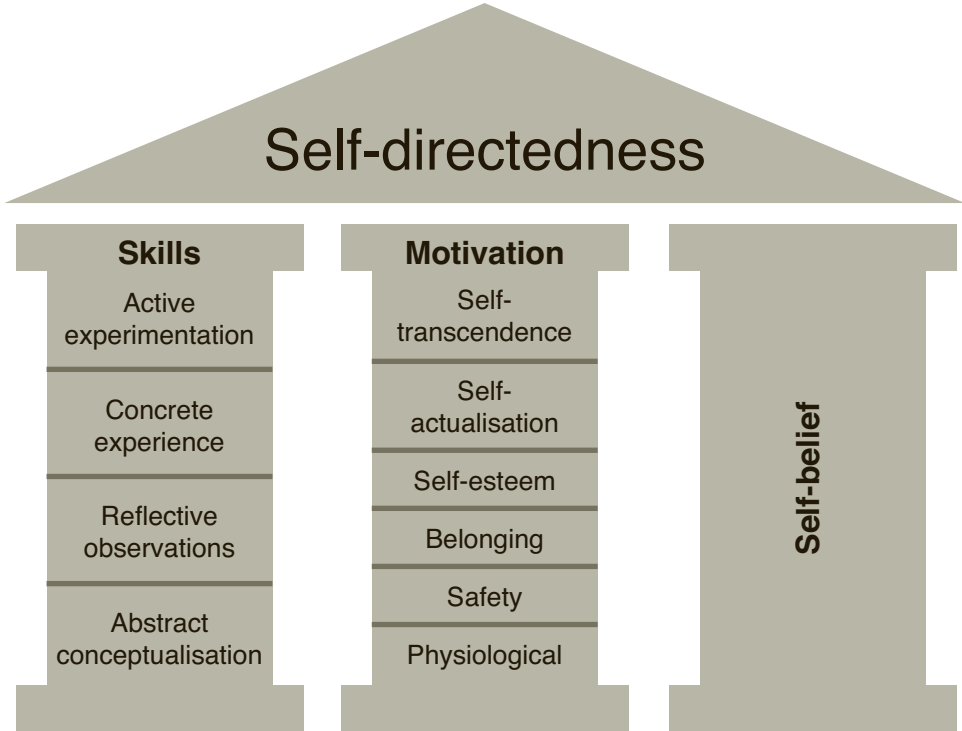 Self-directedness
Skills
Active
experimentation
Concrete
experience
Reflective
observations
Abstract
conceptualisation
Motivation
Self-
transcendence
Self-
actualisation
Self-esteem
Belonging
Safety
Physiological
Self-belief